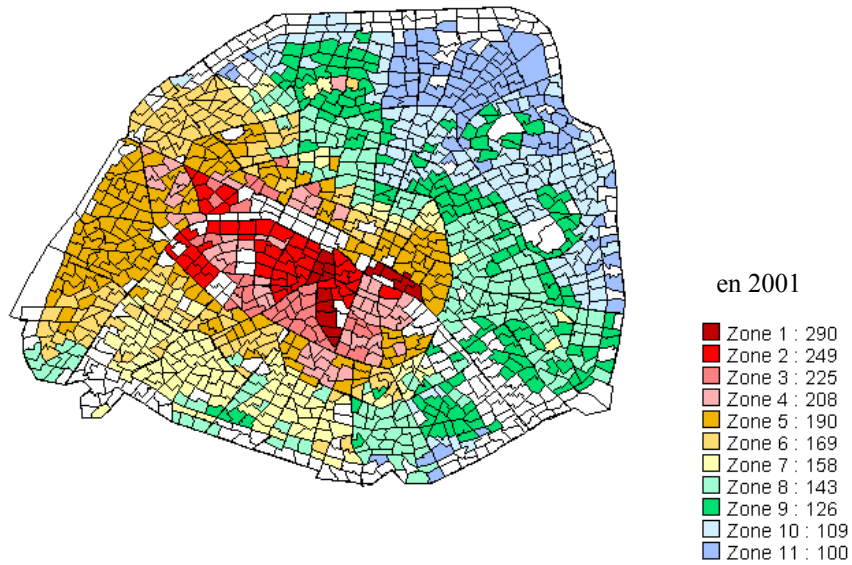 en 2001
Zone 1 : 290
Zone 2 : 249
Zone 3 : 225
Zone 4 : 208
Zone 5 : 190
Zone 6 : 169
Zone 7 : 158
Zone 8 : 143
Zone 9 : 126
Zone 10 : 109
Zone 11 : 100